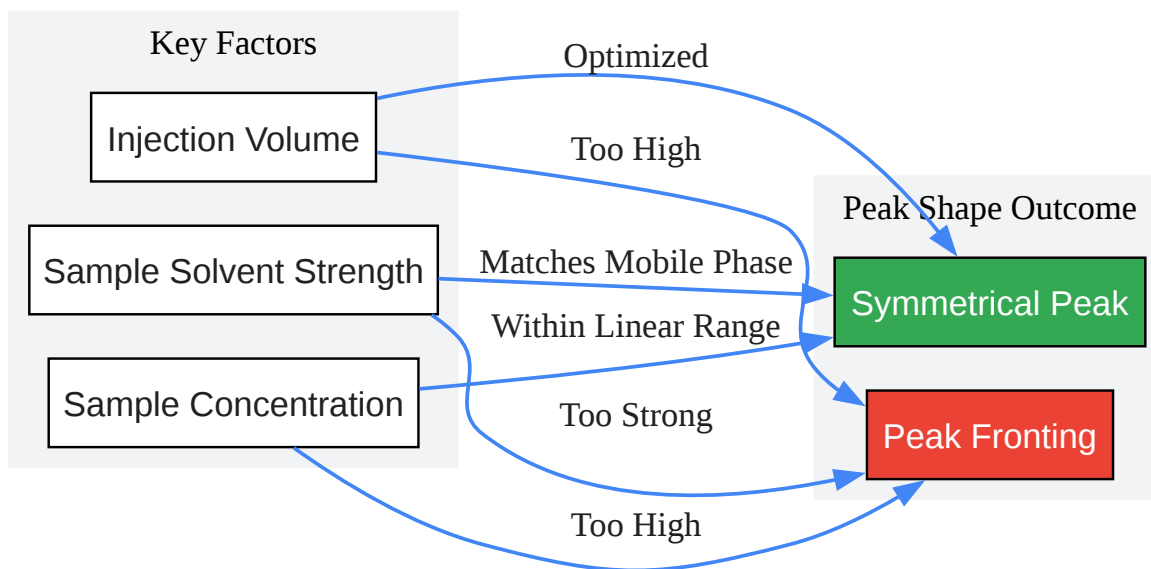 Key Factors
Injection Volume
Sample Solvent Strength
Sample Concentration
Optimized
Too High
Matches Mobile Phase
Within Linear Range
Too Strong
Too High
Peak Shape Outcome
Symmetrical Peak
Peak Fronting